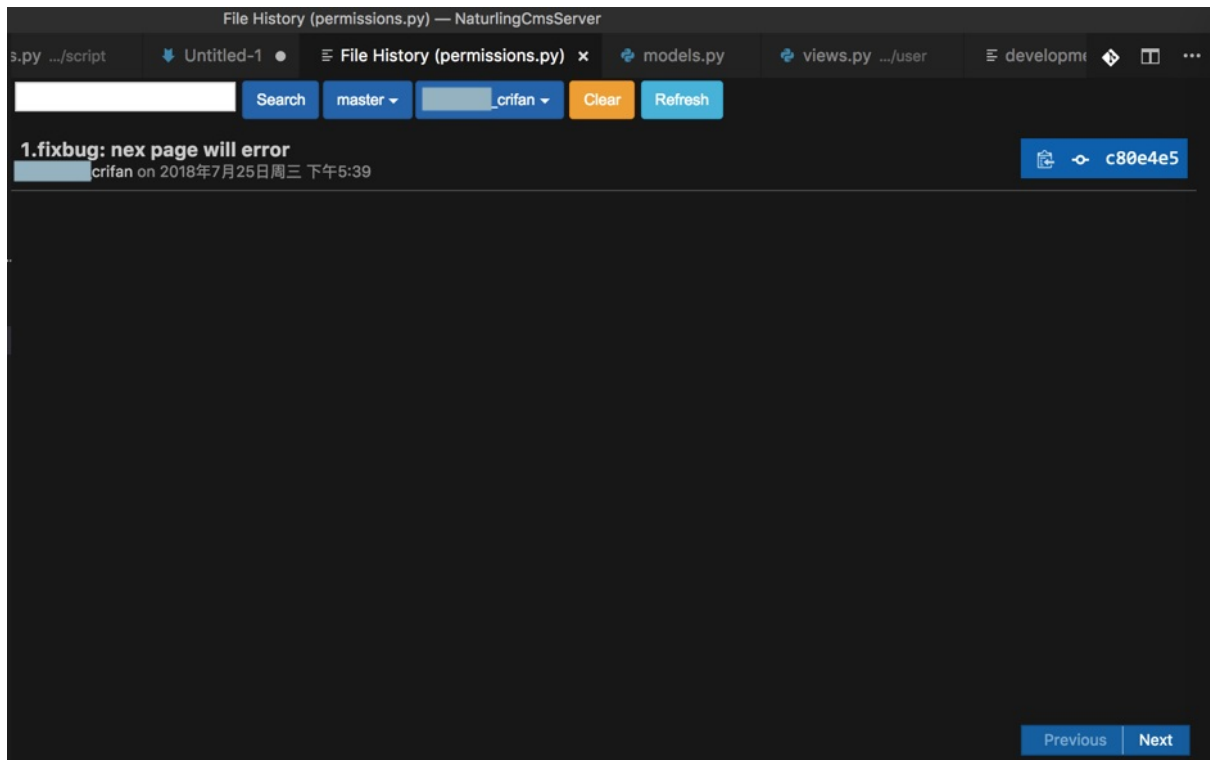 File History (permissions.py) — NaturlingCmsServer
s.py .../script Untitled-1 ● File History (permissions.py) × models.py views.py .../user developme ...
Search master _crifan Clear Refresh
1.fixbug: nex page will error
crifan on 2018年7月25日周三 下午5:39
c80e4e5
Previous Next